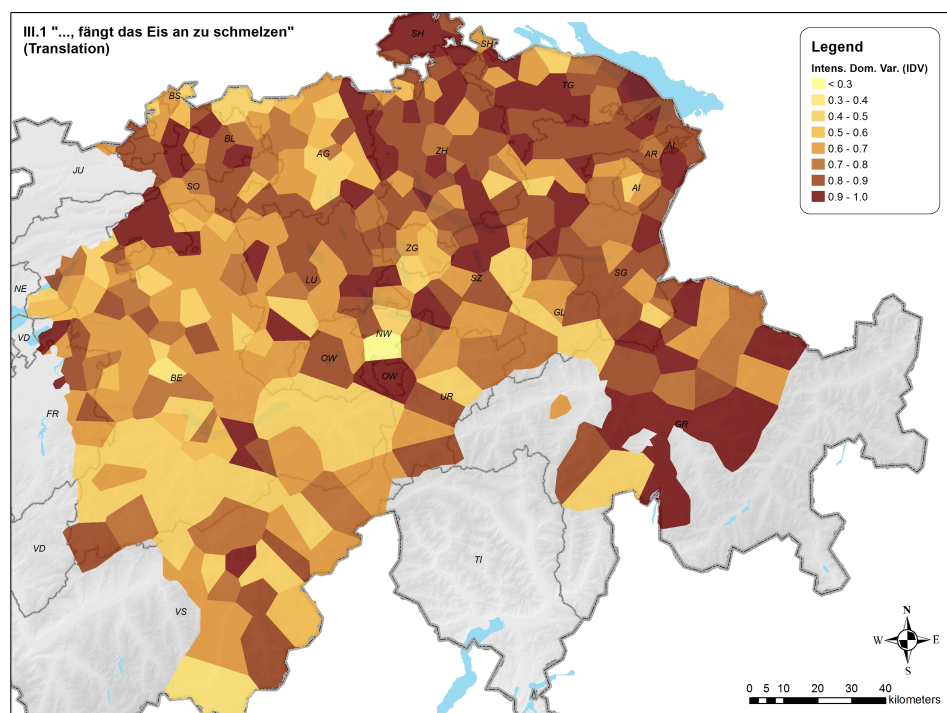 III.1 "..., fängt das Eis an zu schmelzen"
(Translation)
Legend
Intens. Dom. Var. (IDV)
< 0.3
0.3 - 0.4
0.4 - 0.5
0.5 - 0.6
0.6 - 0.7
0.7 - 0.8
0.8 - 0.9
0.9 - 1.0
SH
SH
BS
TG
BL
AG
ZH
AR
AI
JU
SO
AI
ZG
LU
SZ
SG
NE
GL
VD
NW
OW
BE
OW
UR
FR
GR
VD
TI
VS
N
W E
S
0 5 10 20 30 40
kilometers